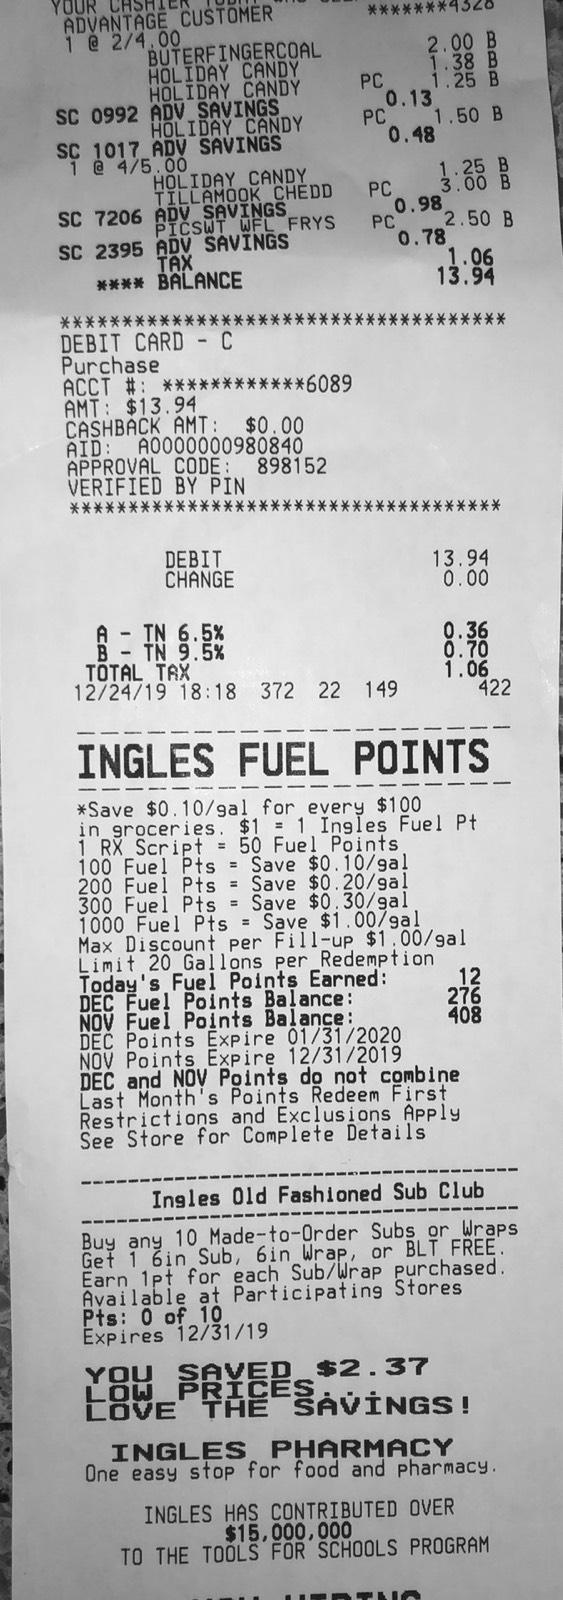 YOUR CASHIER TODAY WAS
ADVANTAGE CUSTOMER *******4328
1 @ 2/4.00
BUTERFINGERCOAL 2.00 B
HOLIDAY CANDY 1.38 B
HOLIDAY CANDY PC 1.25 B
SC 0992 ADV SAVINGS 0.13
HOLIDAY CANDY PC 1.50 B
SC 1017 ADV SAVINGS 0.48
1 @ 4/5.00
HOLIDAY CANDY 1.25 B
TILLAMOOK CHEDD PC 3.00 B
SC 7206 ADV SAVINGS 0.98
PICSWT WFL FRYS PC 2.50 B
SC 2395 ADV SAVINGS 0.78
TAX 1.06
**** BALANCE 13.94
***********************************
DEBIT CARD - C
Purchase
ACCT #: ************6089
AMT: $13.94
CASHBACK AMT: $0.00
AID: A0000000980840
APPROVAL CODE: 898152
VERIFIED BY PIN
***********************************
DEBIT 13.94
CHANGE 0.00
A - TN 6.5% 0.36
B - TN 9.5% 0.70
TOTAL TAX 1.06
12/24/19 18:18 372 22 149 422
INGLES FUEL POINTS
*Save $0.10/gal for every $100
in groceries. $1 = 1 Ingles Fuel Pt
1 RX Script = 50 Fuel Points
100 Fuel Pts = Save $0.10/gal
200 Fuel Pts = Save $0.20/gal
300 Fuel Pts = Save $0.30/gal
1000 Fuel Pts = Save $1.00/gal
Max Discount per Fill-up $1.00/gal
Limit 20 Gallons per Redemption
Today's Fuel Points Earned: 12
DEC Fuel Points Balance: 276
NOV Fuel Points Balance: 408
DEC Points Expire 01/31/2020
NOV Points Expire 12/31/2019
DEC and NOV Points do not combine
Last Month's Points Redeem First
Restrictions and Exclusions Apply
See Store for Complete Details
Ingles Old Fashioned Sub Club
Buy any 10 Made-to-Order Subs or Wraps
Get 1 6in Sub, 6in Wrap, or BLT FREE.
Earn 1pt for each Sub/Wrap purchased.
Available at Participating Stores
Pts: 0 of 10
Expires 12/31/19
YOU SAVED $2.37
LOW PRICES...
LOVE THE SAVINGS!
INGLES PHARMACY
One easy stop for food and pharmacy.
INGLES HAS CONTRIBUTED OVER
$15,000,000
TO THE TOOLS FOR SCHOOLS PROGRAM